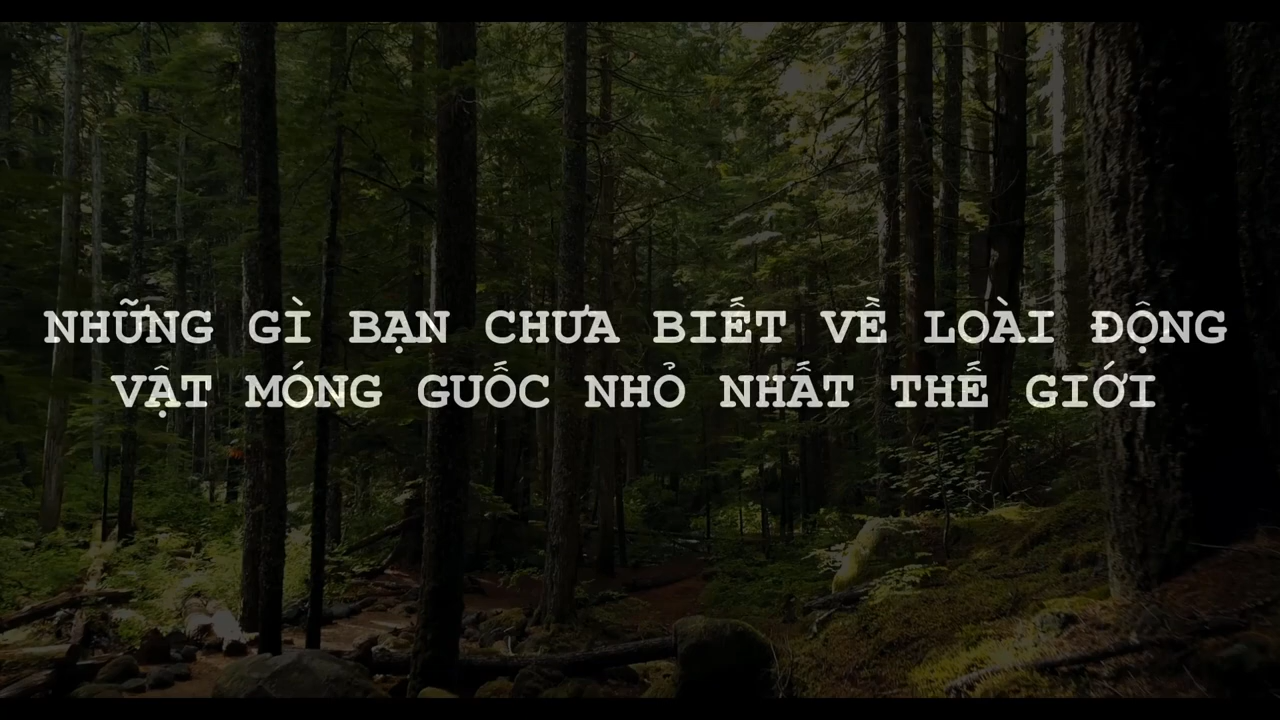 NHỮNG GÌ BẠN CHƯA BIẾT VỀ LOÀI ĐỘNG
VẬT MÓNG GUỐC NHỎ NHẤT THẾ GIỚI